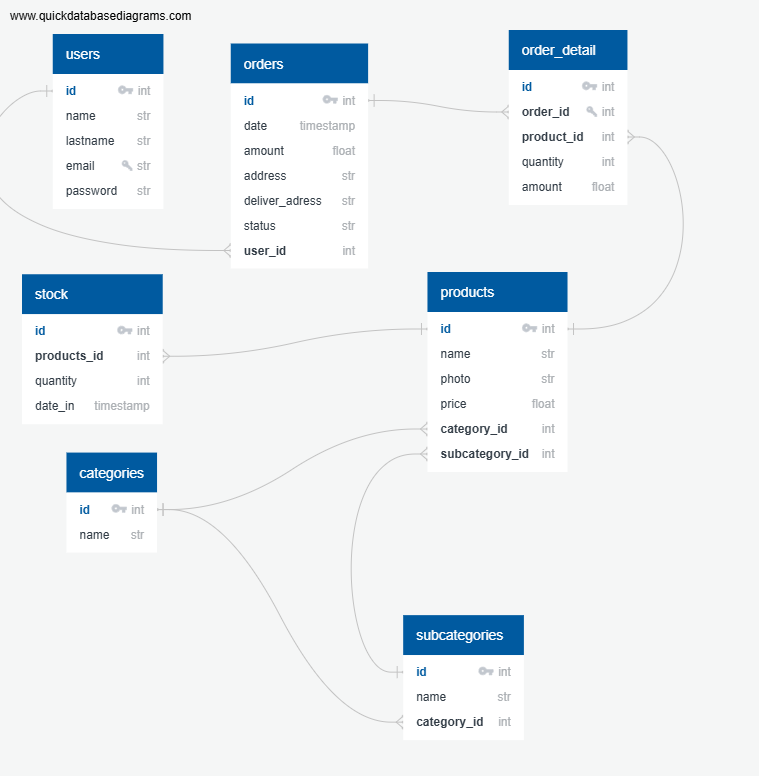 www.quickdatabasediagrams.com
users
id int
name str
lastname str
email str
password str
orders
id int
date timestamp
amount float
address str
deliver_adress str
status str
user_id int
order_detail
id int
order_id int
product_id int
quantity int
amount float
stock
id int
products_id int
quantity int
date_in timestamp
products
id int
name str
photo str
price float
category_id int
subcategory_id int
categories
id int
name str
subcategories
id int
name str
category_id int